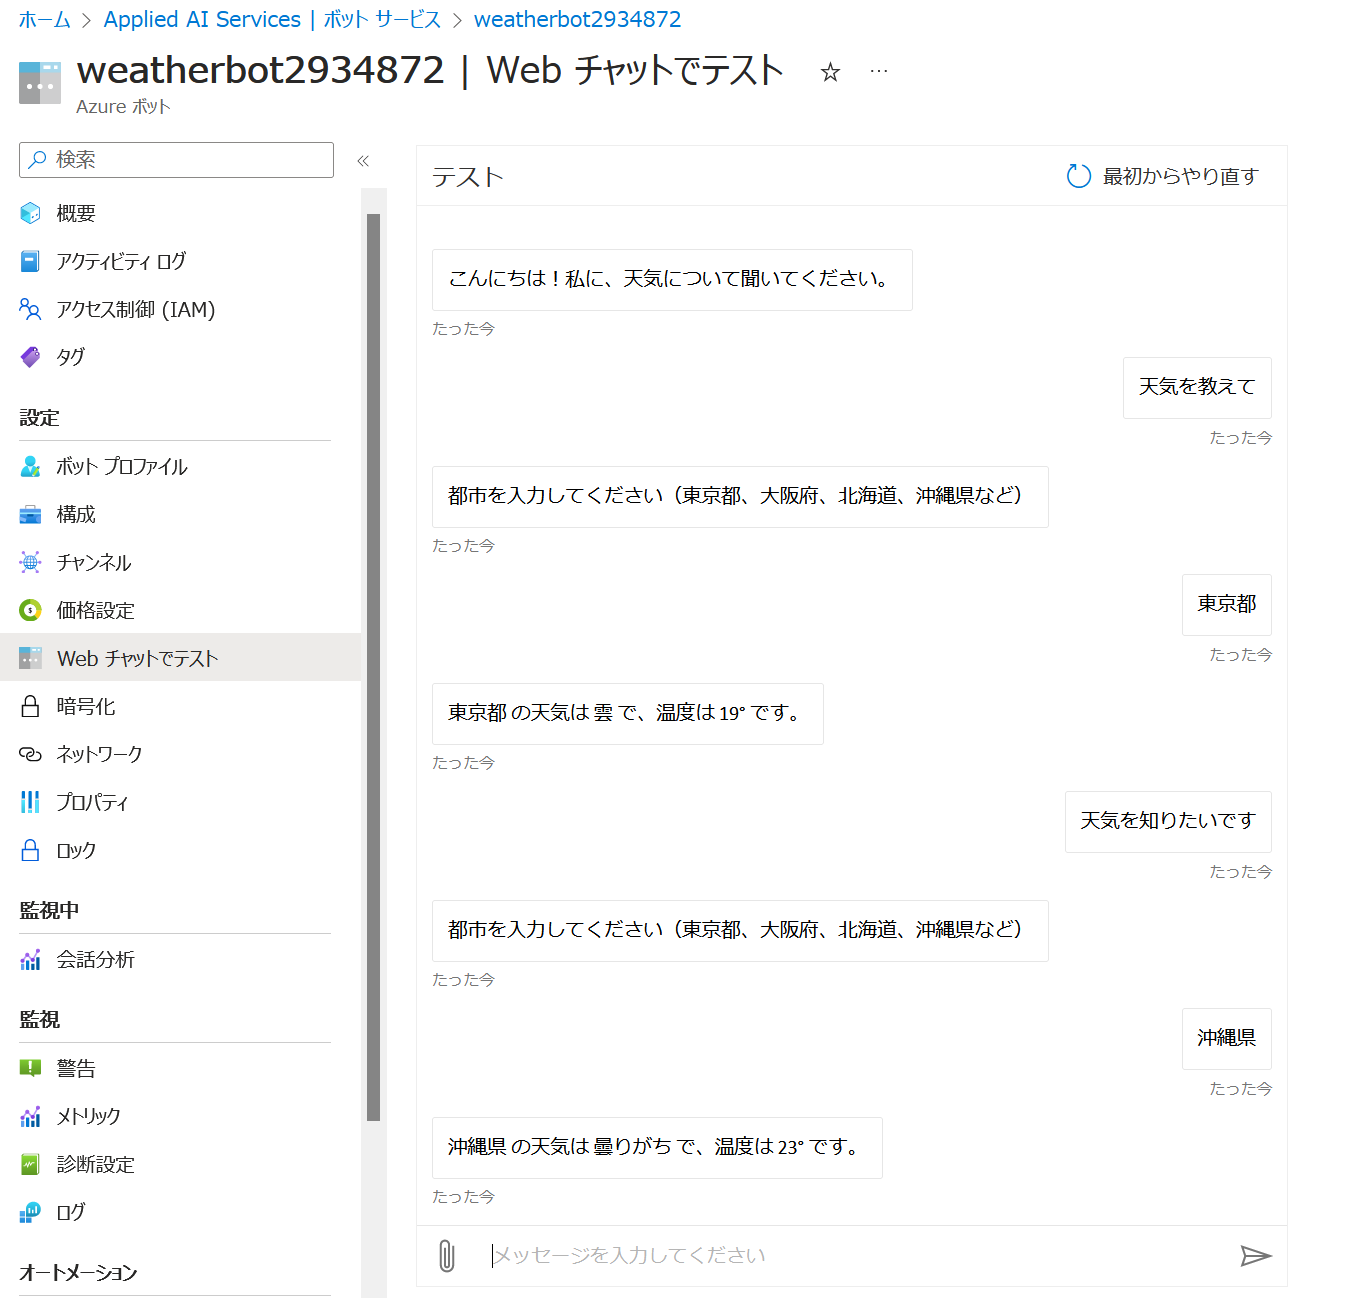 ホーム > Applied AI Services | ボット サービス > weatherbot2934872
weatherbot2934872 | Web チャットでテスト ☆ …
Azure ボット
検索
«
概要
アクティビティ ログ
アクセス制御 (IAM)
タグ
設定
ボット プロファイル
構成
チャンネル
価格設定
Web チャットでテスト
暗号化
ネットワーク
プロパティ
ロック
監視中
会話分析
監視
警告
メトリック
診断設定
ログ
オートメーション
テスト
最初からやり直す
こんにちは！私に、天気について聞いてください。
たった今
天気を教えて
たった今
都市を入力してください（東京都、大阪府、北海道、沖縄県など）
たった今
東京都
たった今
東京都 の天気は 雲 で、温度は 19° です。
たった今
天気を知りたいです
たった今
都市を入力してください（東京都、大阪府、北海道、沖縄県など）
たった今
沖縄県
たった今
沖縄県 の天気は 曇りがち で、温度は 23° です。
たった今
メッセージを入力してください